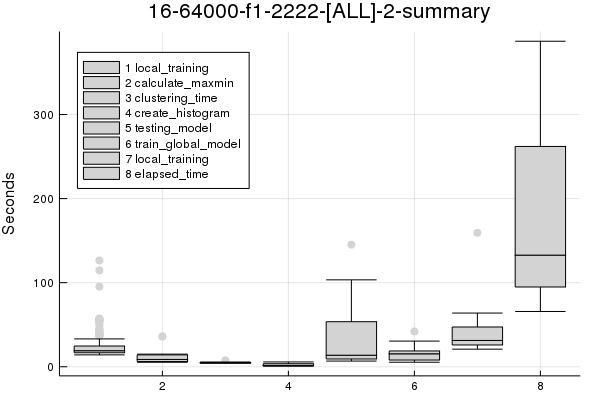 16-64000-f1-2222-[ALL]-2-summary
Seconds
300
200
100
0
1 local_training
2 calculate_maxmin
3 clustering_time
4 create_histogram
5 testing_model
6 train_global_model
7 local_training
8 elapsed_time
2 4 6 8